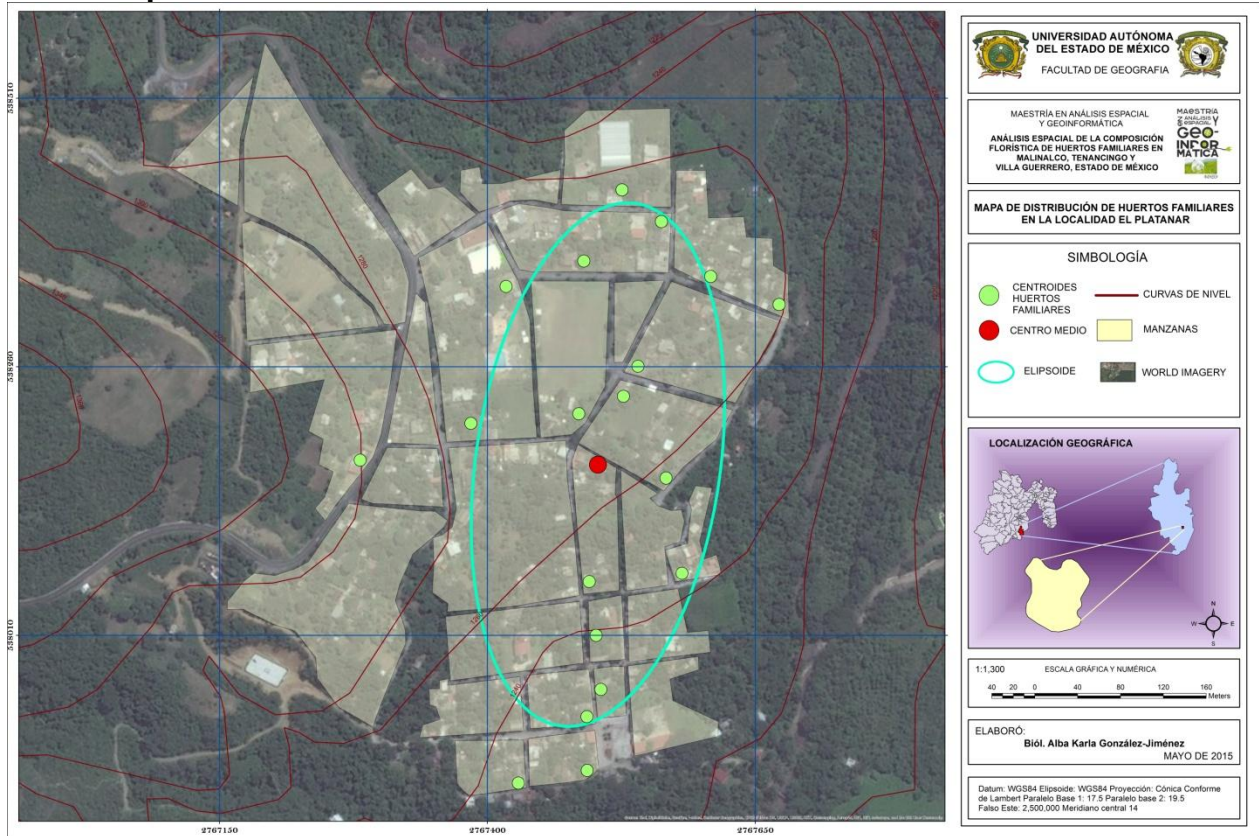 UNIVERSIDAD AUTÓNOMA
DEL ESTADO DE MÉXICO
FACULTAD DE GEOGRAFIA
MAESTRÍA EN ANÁLISIS ESPACIAL
Y GEOINFORMÁTICA
ANÁLISIS ESPACIAL DE LA COMPOSICIÓN
FLORÍSTICA DE HUERTOS FAMILIARES EN
MALINALCO, TENANCINGO Y
VILLA GUERRERO, ESTADO DE MÉXICO
MAESTRÍA
ANÁLISIS
ESPACIAL Y
GEO-
INFOR
MÁTICA
MAPA DE DISTRIBUCIÓN DE HUERTOS FAMILIARES
EN LA LOCALIDAD EL PLATANAR
SIMBOLOGÍA
CENTROIDES
HUERTOS
FAMILIARES
CURVAS DE NIVEL
CENTRO MEDIO
MANZANAS
ELIPSOIDE
WORLD IMAGERY
LOCALIZACIÓN GEOGRÁFICA
N
W E
S
1:1,300 ESCALA GRÁFICA Y NUMÉRICA
40 20 0 40 80 120 160
Meters
ELABORÓ:
Biól. Alba Karla González-Jiménez
MAYO DE 2015
Datum: WGS84 Elipsoide: WGS84 Proyección: Cónica Conforme
de Lambert Paralelo Base 1: 17.5 Paralelo base 2: 19.5
Falso Este: 2,500,000 Meridiano central 14
538510
538260
538010
2767150 2767400 2767650